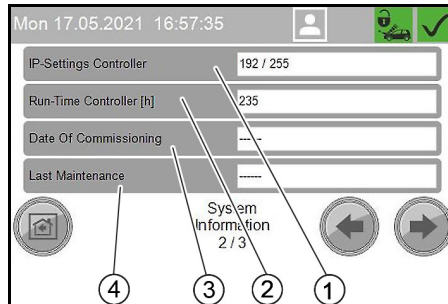 Mon 17.05.2021 16:57:35
IP-Settings Controller 192 / 255
Run-Time Controller [h] 235
Date Of Commissioning -----
Last Maintenance ------
System
Information
2 / 3
4 3 2 1